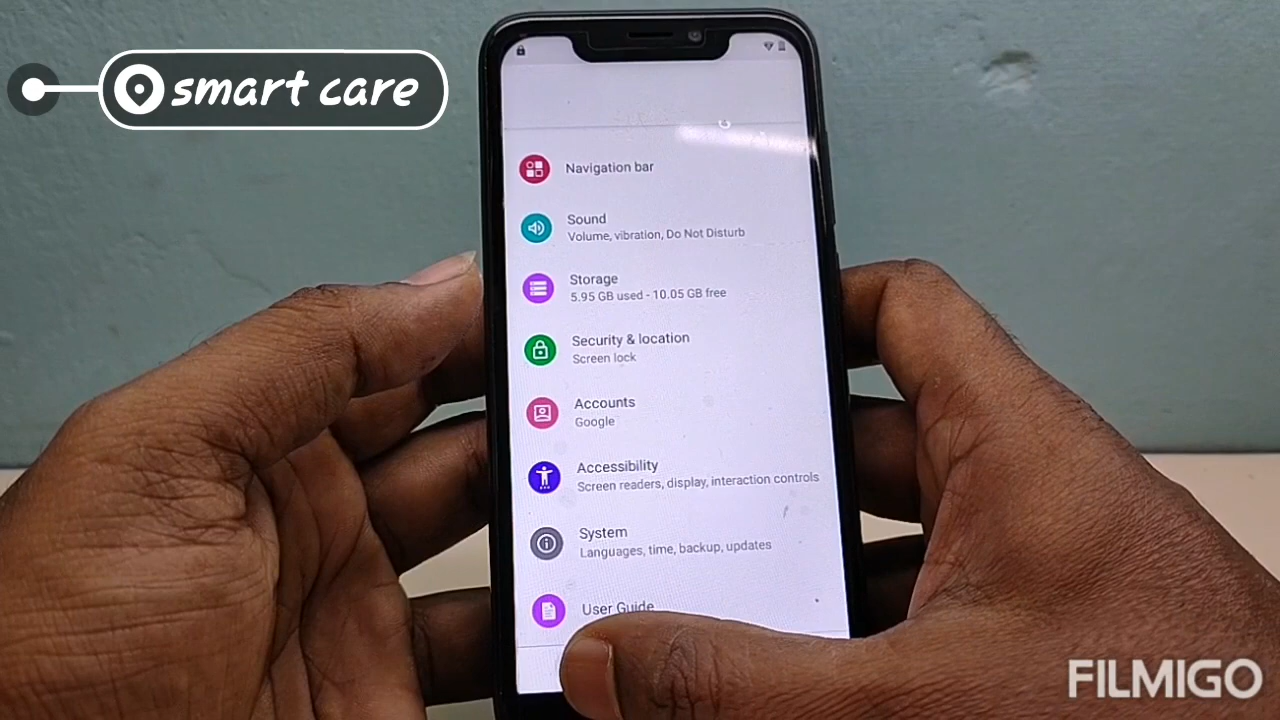 smart care
Navigation bar
Sound
Volume, vibration, Do Not Disturb
Storage
5.95 GB used - 10.05 GB free
Security & location
Screen lock
Accounts
Google
Accessibility
Screen readers, display, interaction controls
System
Languages, time, backup, updates
User Guide
FILMIGO